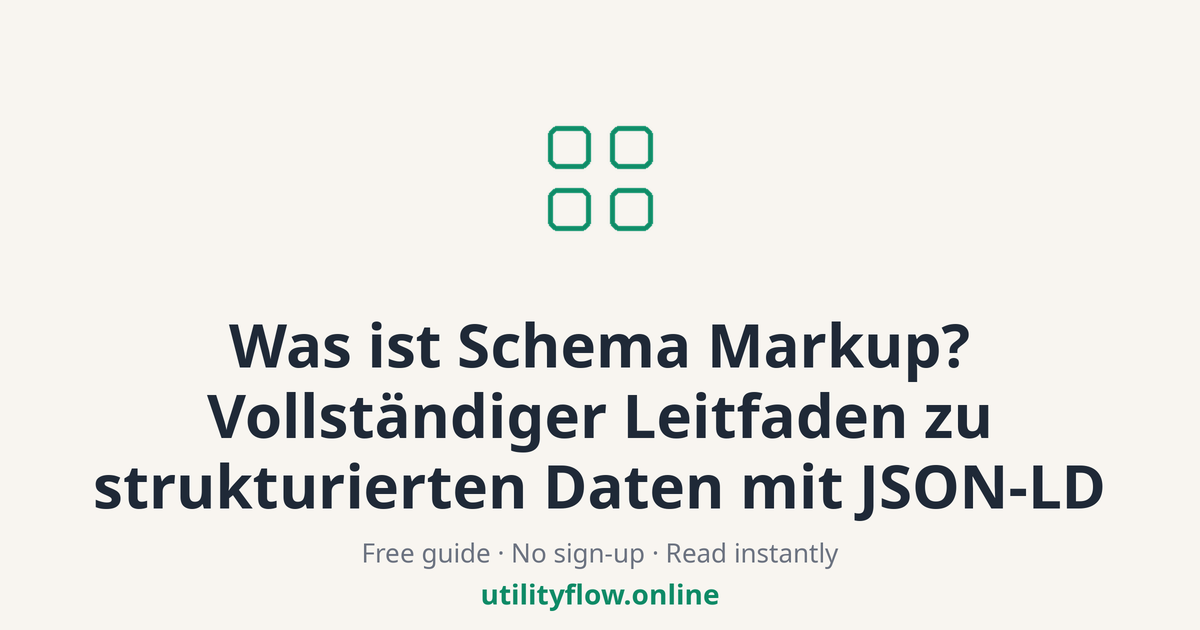 Was ist Schema Markup?
Vollständiger Leitfaden zu
strukturierten Daten mit JSON-LD
Free guide · No sign-up · Read instantly
utilityflow.online